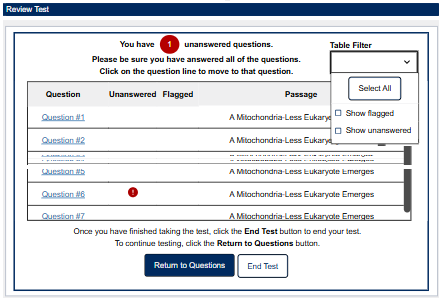 Review Test
You have 1 unanswered questions.
Please be sure you have answered all of the questions.
Click on the question line to move to that question.
Table Filter
Select All
Show flagged
Show unanswered
Question Unanswered Flagged Passage
Question #1 A Mitochondria-Less Eukaryo
Question #2 A Mitochondria-Less Eukaryo
Question #5 A Mitochondria-Less Eukaryote Emerges
Question #6 ! A Mitochondria-Less Eukaryote Emerges
Question #7 A Mitochondria-Less Eukaryote Emerges
Once you have finished taking the test, click the End Test button to end your test.
To continue testing, click the Return to Questions button.
Return to Questions End Test